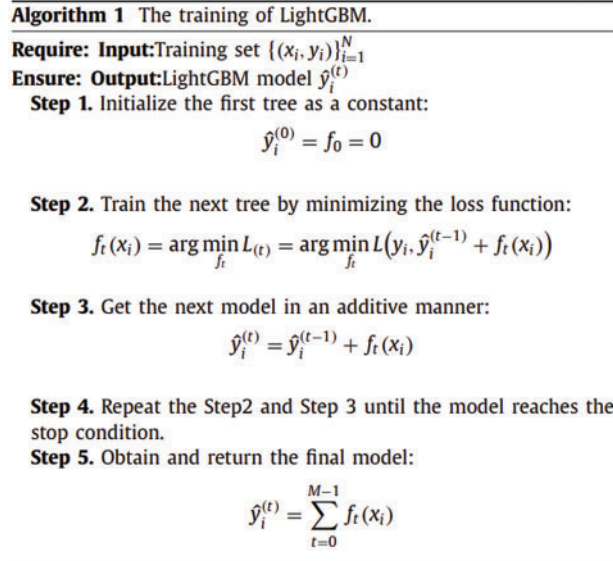 Algorithm 1 The training of LightGBM.
Require: Input:Training set {(xᵢ, yᵢ)}ᵢ₌₁ᴺ
Ensure: Output:LightGBM model ŷᵢ⁽ᵗ⁾
Step 1. Initialize the first tree as a constant:
ŷᵢ⁽⁰⁾ = f₀ = 0
Step 2. Train the next tree by minimizing the loss function:
fₜ(xᵢ) = arg min_{fₜ} L₍ₜ₎ = arg min_{fₜ} L(yᵢ, ŷᵢ⁽ᵗ⁻¹⁾ + fₜ(xᵢ))
Step 3. Get the next model in an additive manner:
ŷᵢ⁽ᵗ⁾ = ŷᵢ⁽ᵗ⁻¹⁾ + fₜ(xᵢ)
Step 4. Repeat the Step2 and Step 3 until the model reaches the
stop condition.
Step 5. Obtain and return the final model:
ŷᵢ⁽ᵗ⁾ = ∑_{t=0}^{M−1} fₜ(xᵢ)